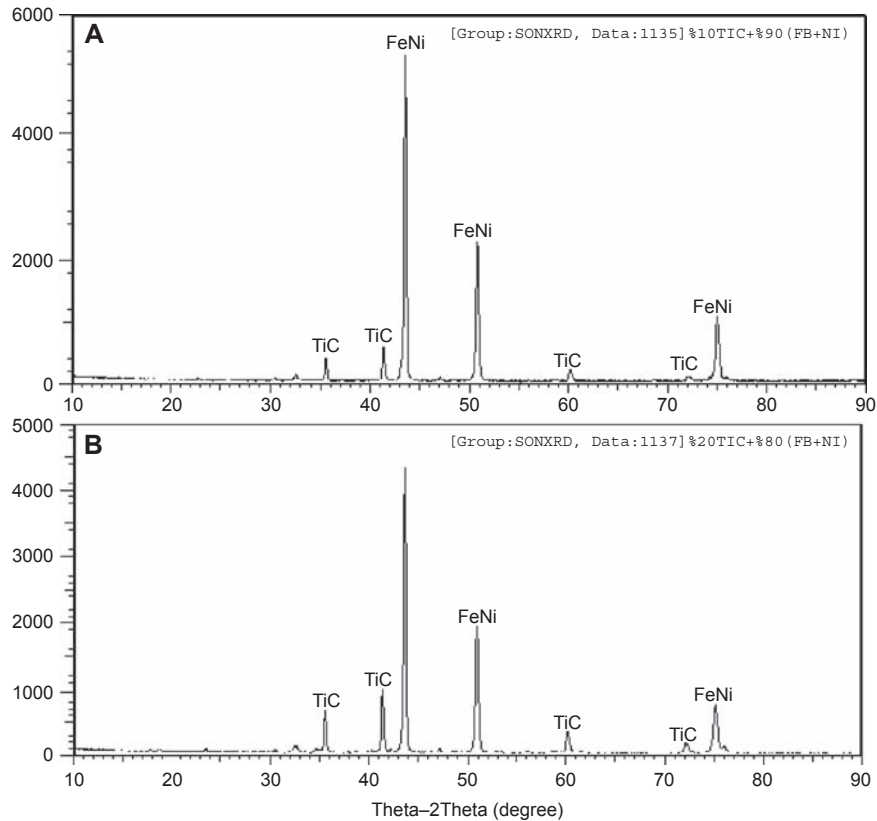 6000
A
[Group:SONXRD, Data:1135]%10TIC+%90(FB+NI)
FeNi
4000
FeNi
2000
FeNi
TiC
TiC
TiC
TiC
0
10 20 30 40 50 60 70 80 90
5000
B
[Group:SONXRD, Data:1137]%20TIC+%80(FB+NI)
4000
3000
FeNi
2000
TiC
TiC
FeNi
1000
TiC
TiC
0
10 20 30 40 50 60 70 80 90
Theta–2Theta (degree)